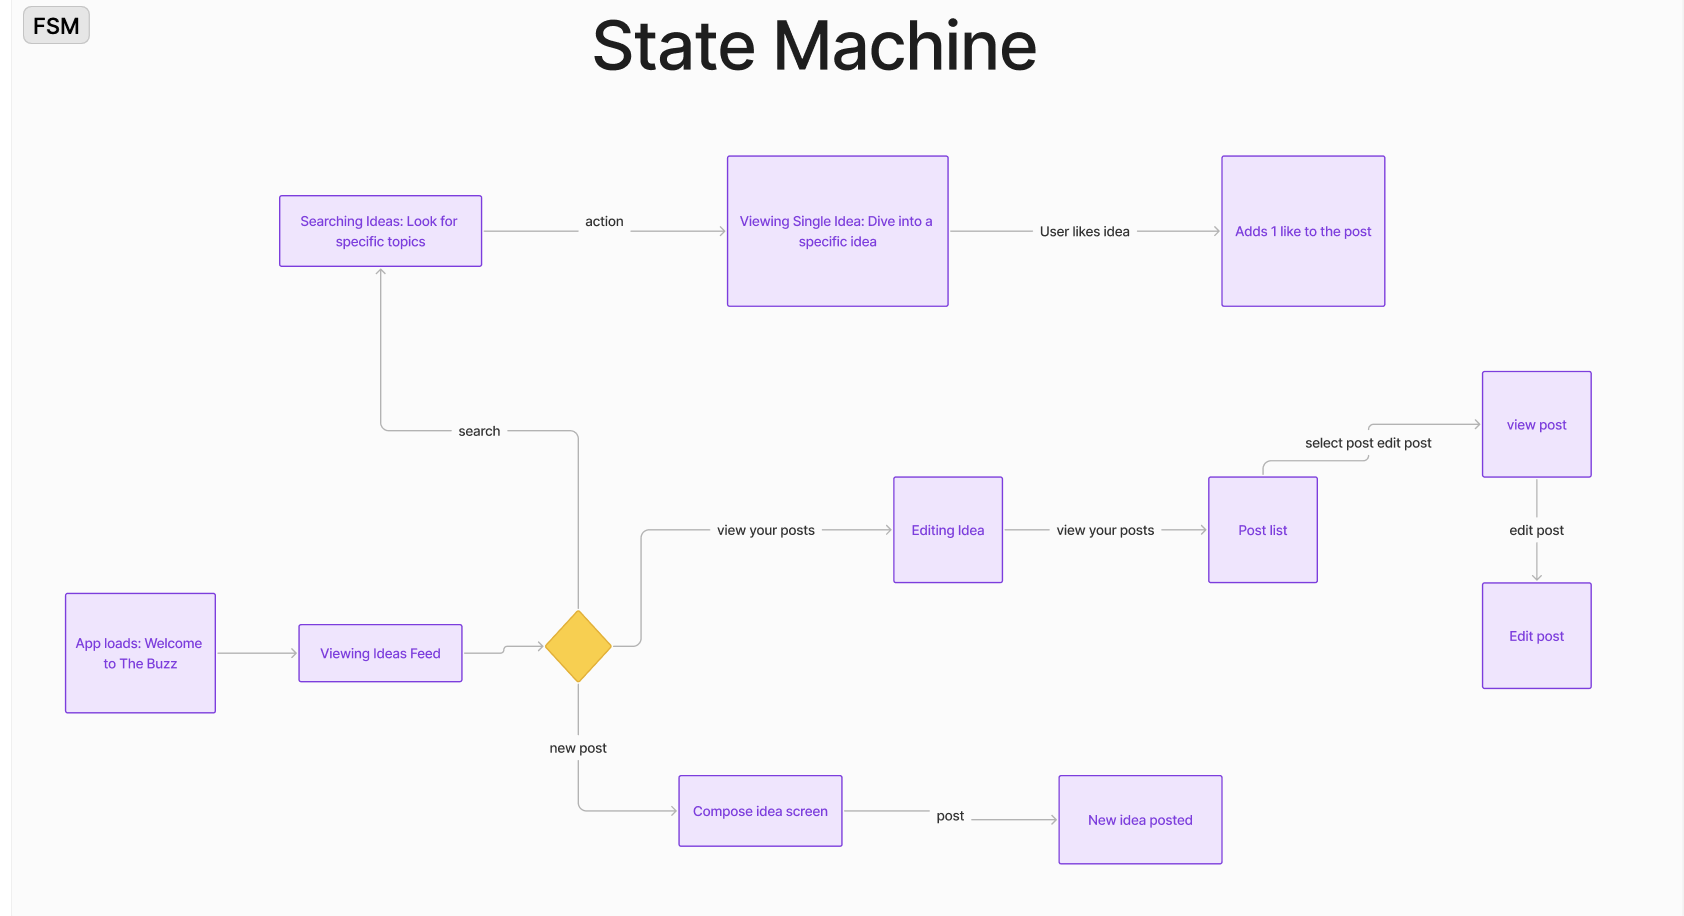 FSM
State Machine
Searching Ideas: Look for
specific topics
action
Viewing Single Idea: Dive into a
specific idea
User likes idea
Adds 1 like to the post
search
view post
select post edit post
view your posts
Editing Idea
view your posts
Post list
edit post
App loads: Welcome
to The Buzz
Viewing Ideas Feed
Edit post
new post
Compose idea screen
post
New idea posted